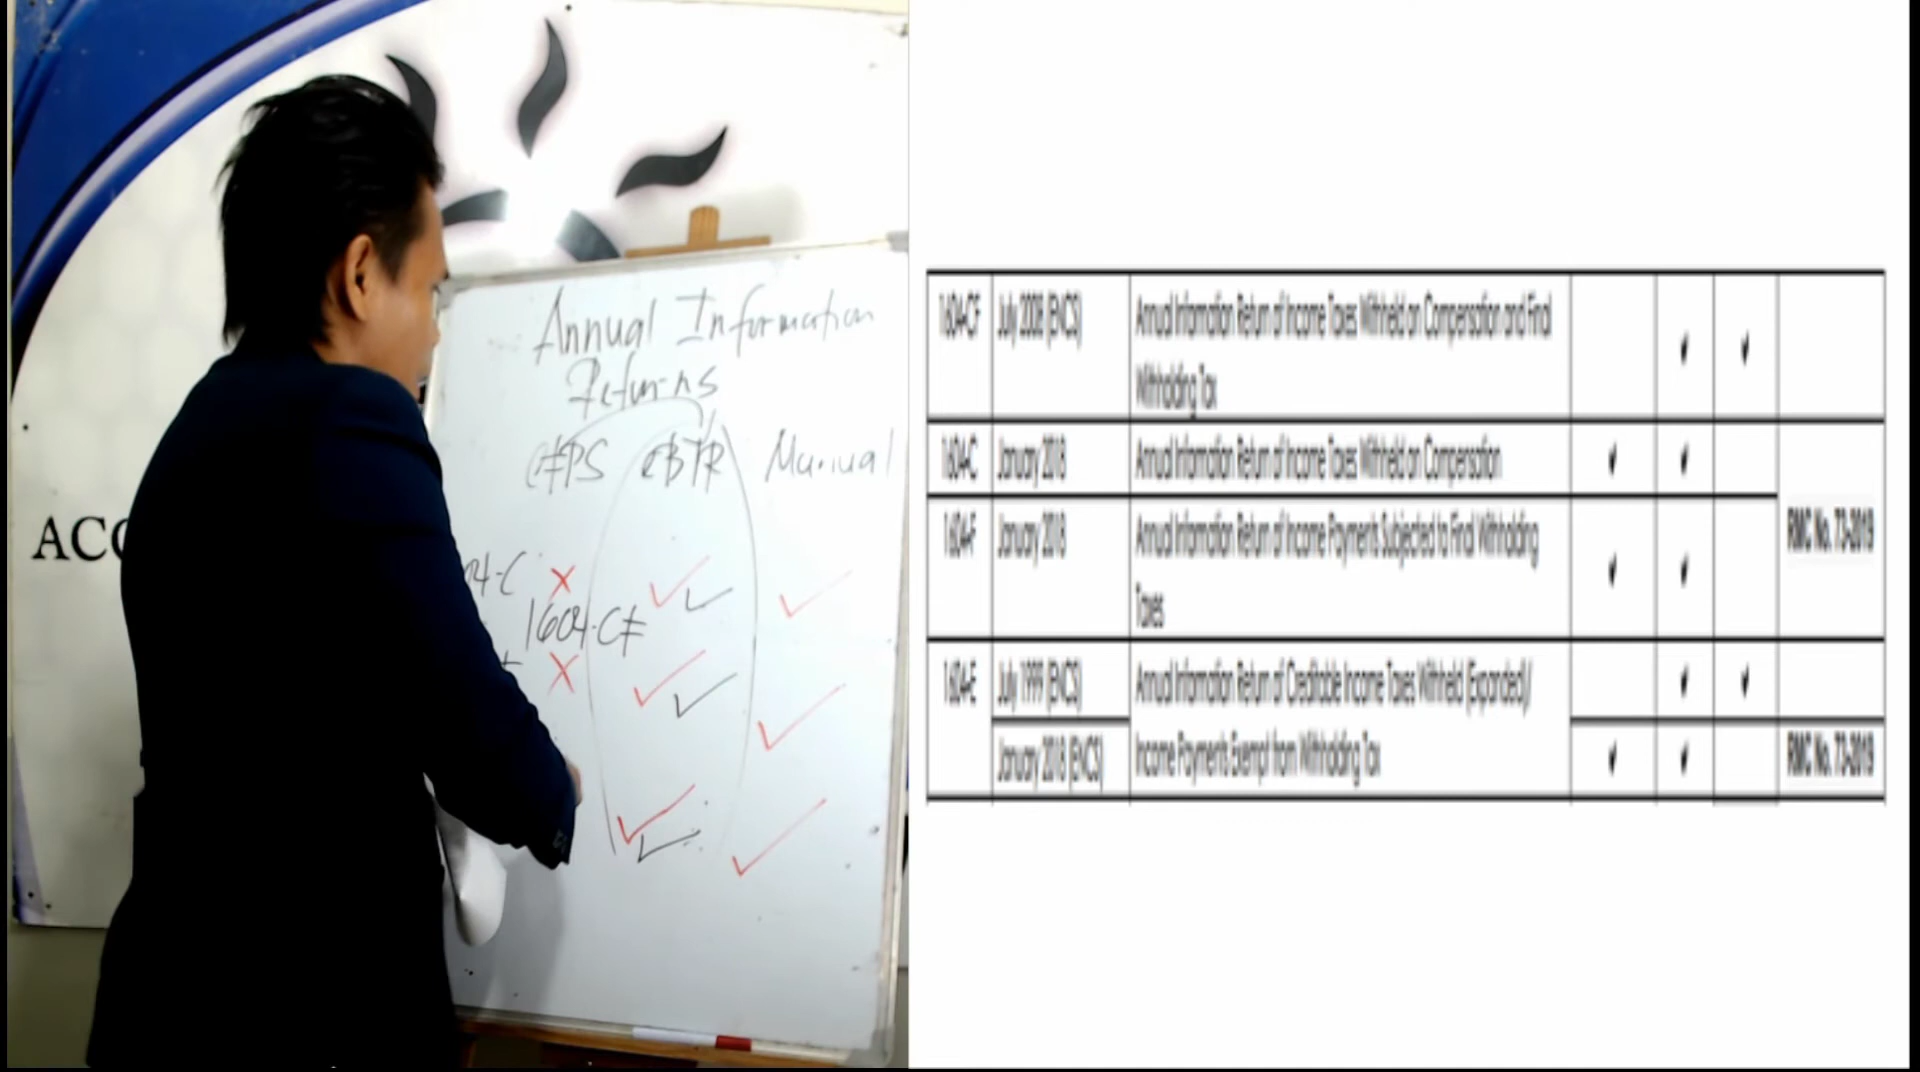 ACC
Annual Information
Returns
eFPS eBIR Manual
04-C
1604-CF
1604-CF July 2008 (ENCS) Annual Information Return of Income Taxes Withheld on Compensation and Final
Withholding Tax
1604-C January 2018 Annual Information Return of Income Taxes Withheld on Compensation
1604-F January 2018 Annual Information Return of Income Payments Subjected to Final Withholding
Taxes
RMC No. 73-2019
1604-E July 1999 (ENCS) Annual Information Return of Creditable Income Taxes Withheld (Expanded)/
January 2018 (ENCS) Income Payments Exempt from Withholding Tax RMC No. 73-2019